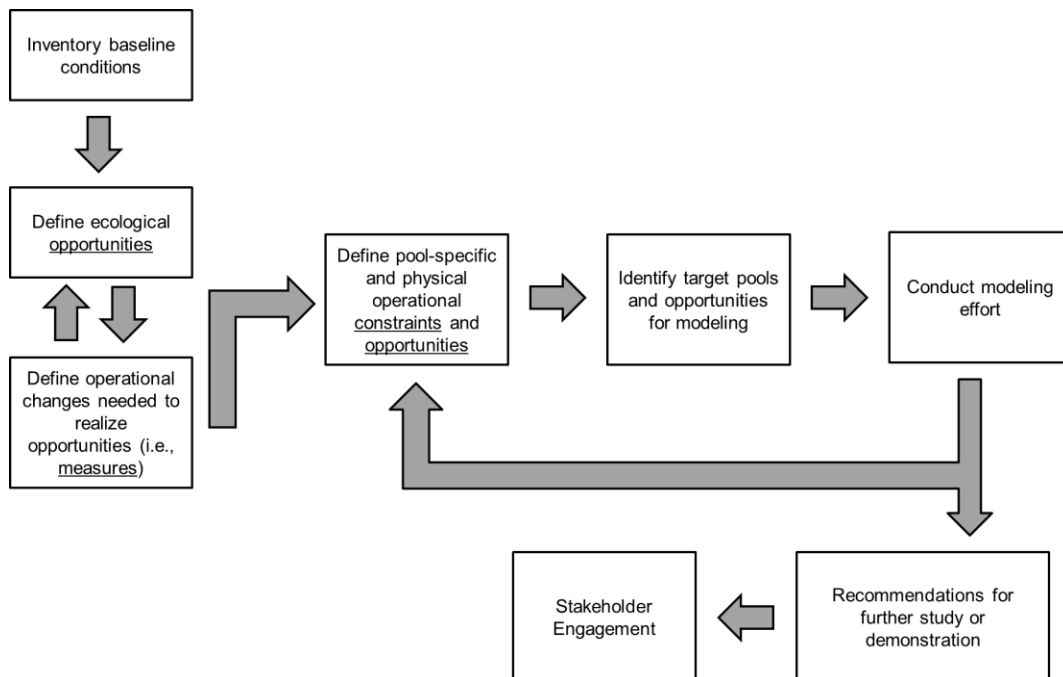 Inventory baseline
conditions
Define ecological
opportunities
Define operational
changes needed to
realize
opportunities (i.e.,
measures)
Define pool-specific
and physical
operational
constraints and
opportunities
Identify target pools
and opportunities
for modeling
Conduct modeling
effort
Recommendations for
further study or
demonstration
Stakeholder
Engagement